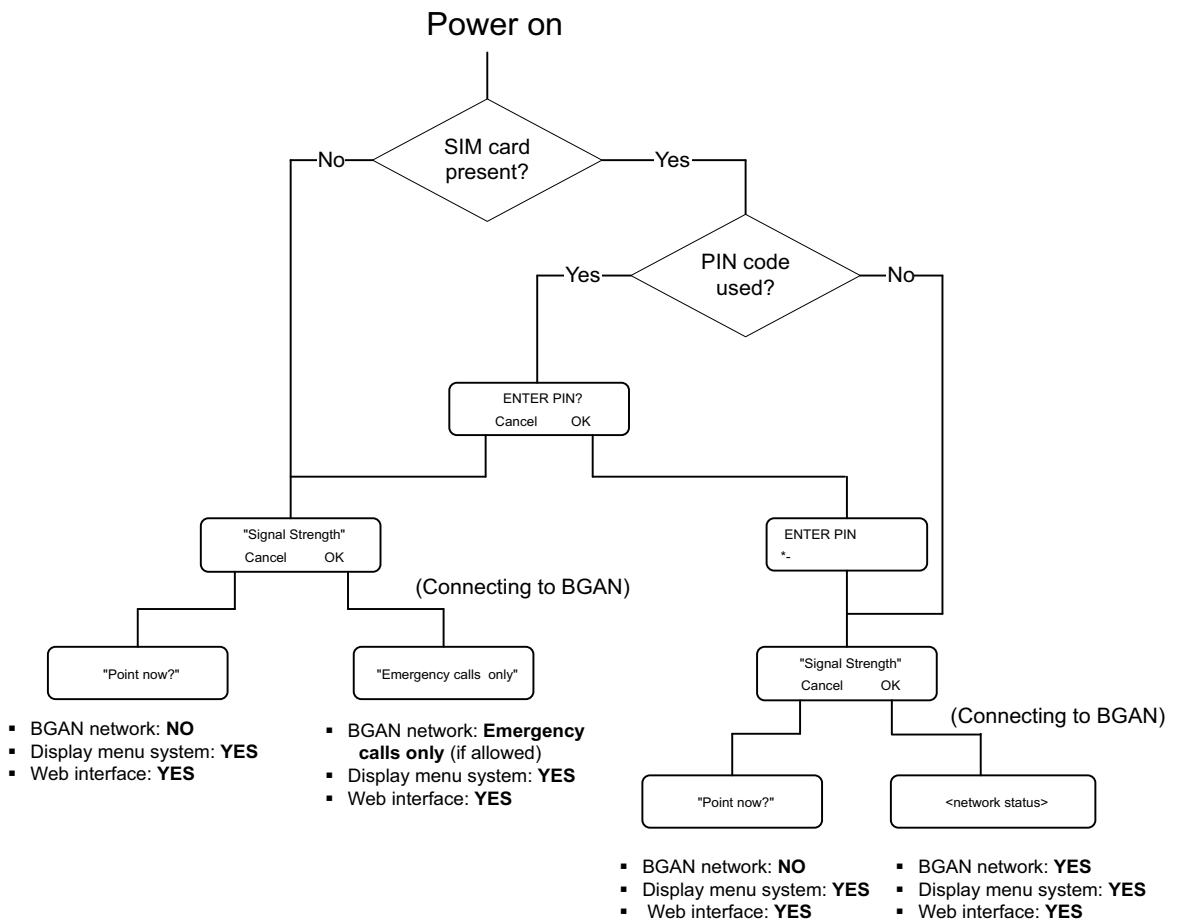 Power on
SIM card
present?
No
Yes
PIN code
used?
Yes
No
ENTER PIN?
Cancel OK
"Signal Strength"
Cancel OK
ENTER PIN
*-
(Connecting to BGAN)
"Point now?"
"Emergency calls only"
"Signal Strength"
Cancel OK
(Connecting to BGAN)
▪ BGAN network: NO
▪ Display menu system: YES
▪ Web interface: YES
▪ BGAN network: Emergency
calls only (if allowed)
▪ Display menu system: YES
▪ Web interface: YES
"Point now?"
<network status>
▪ BGAN network: NO
▪ Display menu system: YES
▪ Web interface: YES
▪ BGAN network: YES
▪ Display menu system: YES
▪ Web interface: YES